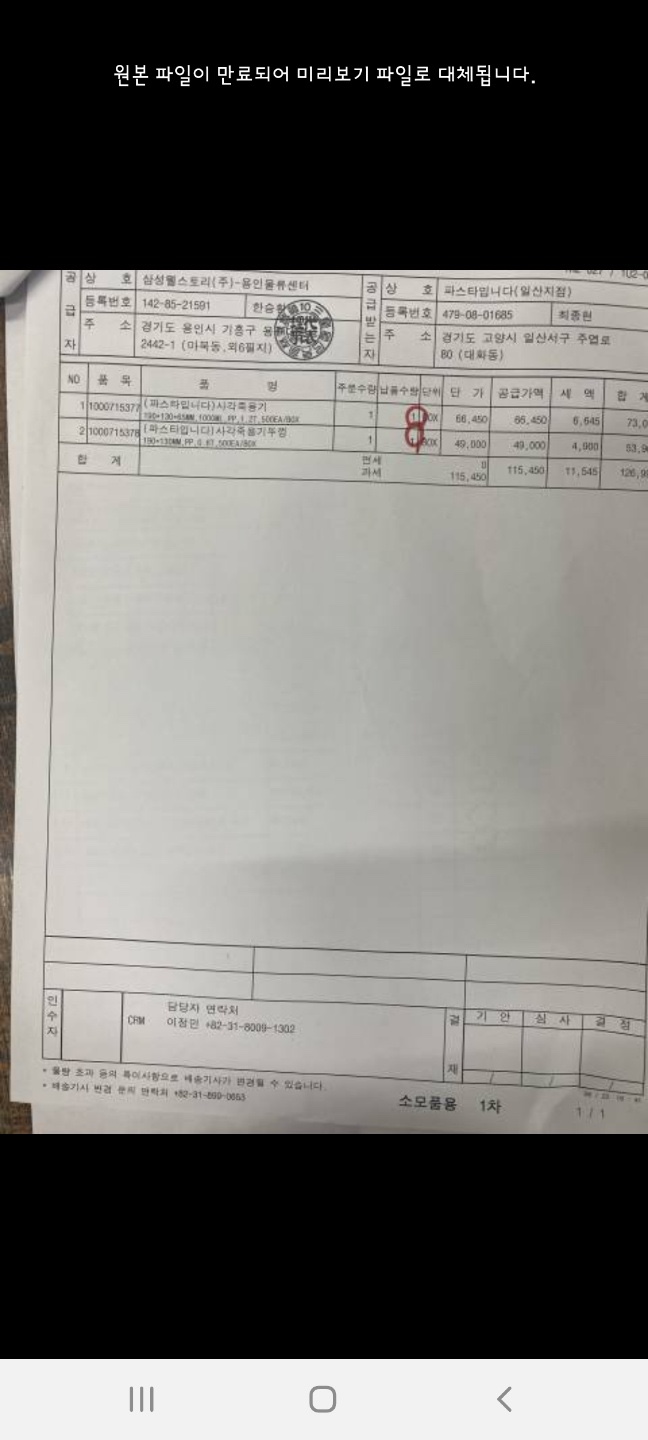 원본 파일이 만료되어 미리보기 파일로 대체됩니다.
공급자 상 호 삼성웰스토리(주)-용인물류센터 공급받는자 상 호 파스타입니다(일산지점)
등록번호 142-85-21591 한승환 등록번호 479-08-01685 최종현
주 소 경기도 용인시 기흥구 주 소 경기도 고양시 일산서구 주엽로
2442-1 (마북동,외6필지) 80 (대화동)
NO 품 목 품 명 주문수량 납품수량 단위 단 가 공급가액 세 액 합 계
1 1000715377 (파스타입니다)사각죽용기 1 1 BOX 66,450 66,450 6,645 73,0
190*130*65MM,1000ML,PP,1.2T,500EA/BOX
2 1000715378 (파스타입니다)사각죽용기뚜껑 1 1 BOX 49,000 49,000 4,900 53,9
190*130MM,PP,0.6T,500EA/BOX
합 계 면세 0 115,450 11,545 126,99
과세 115,450
인수자 담당자 연락처 결재 기 안 심 사 결 정
CRM 이정민 +82-31-8009-1302
* 물량 초과 등의 특이사항으로 배송기사가 변경될 수 있습니다.
* 배송기사 변경 문의 연락처 +82-31-899-0653
소모품용 1차
1 / 1